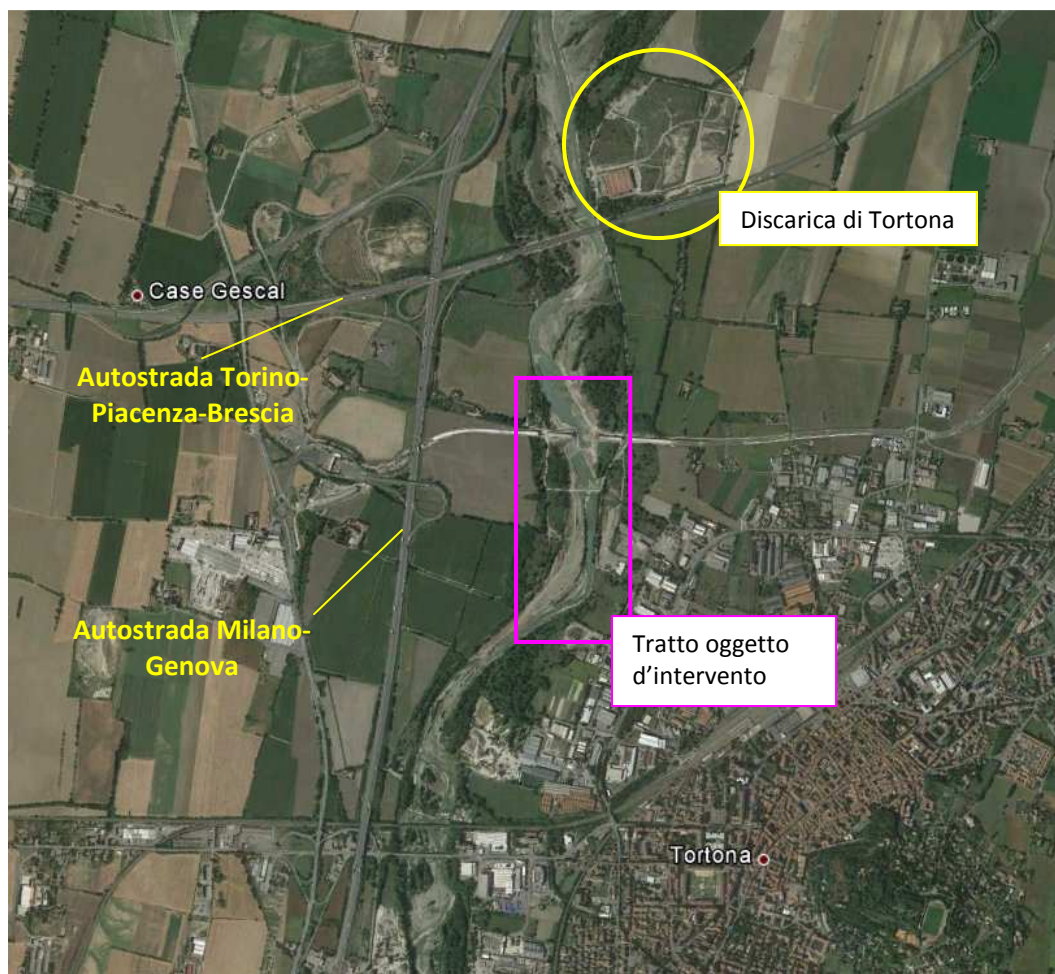 Discarica di Tortona
Case Gescal
Autostrada Torino-
Piacenza-Brescia
Autostrada Milano-
Genova
Tratto oggetto
d’intervento
Tortona